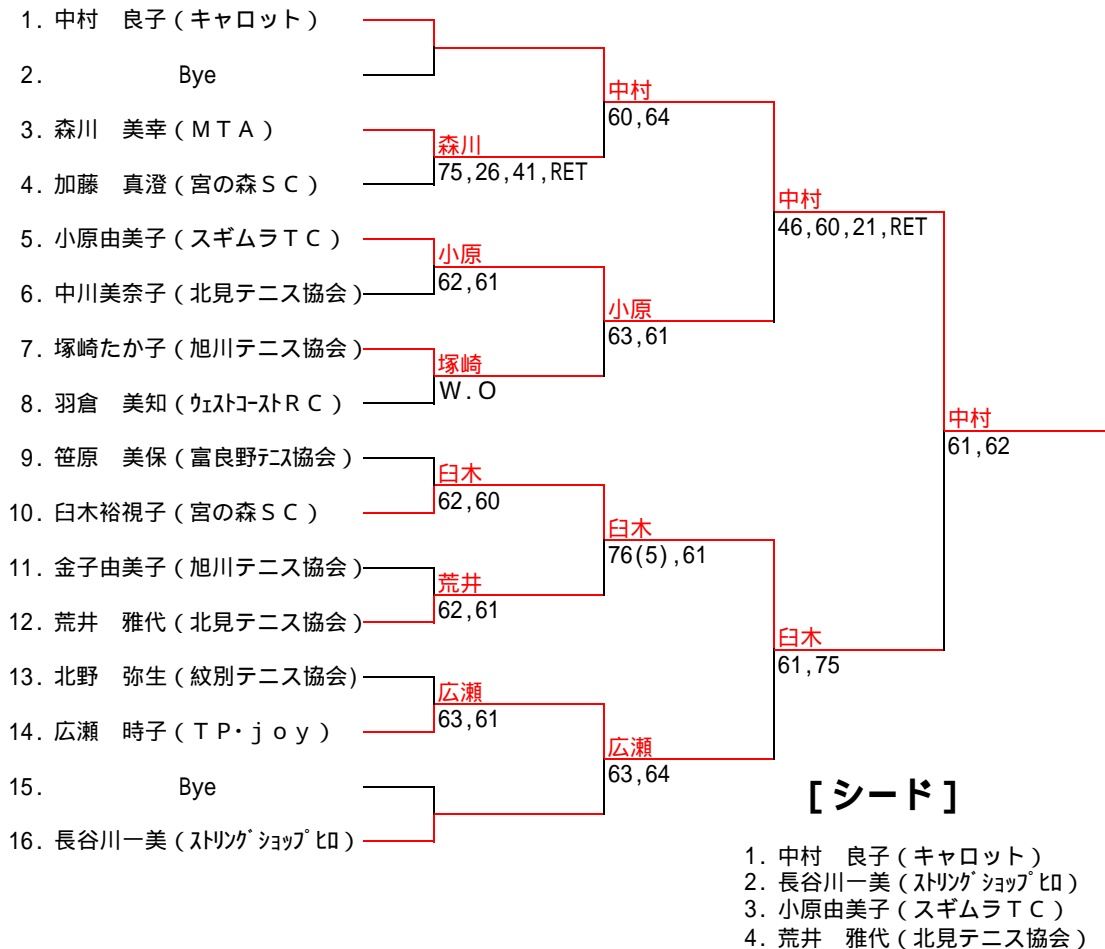 1. 中村　良子(キャロット)
2. Bye
3. 森川　美幸(ＭＴＡ)
4. 加藤　真澄(宮の森ＳＣ)
5. 小原由美子(スギムラＴＣ)
6. 中川美奈子(北見テニス協会)
7. 塚崎たか子(旭川テニス協会)
8. 羽倉　美知(ｳｪｽﾄｺｰｽﾄＲＣ)
9. 笹原　美保(富良野ﾃﾆｽ協会)
10. 臼木裕視子(宮の森ＳＣ)
11. 金子由美子(旭川テニス協会)
12. 荒井　雅代(北見テニス協会)
13. 北野　弥生(紋別テニス協会)
14. 広瀬　時子(ＴＰ・ｊｏｙ)
15. Bye
16. 長谷川一美(ｽﾄﾘﾝｸﾞｼｮｯﾌﾟﾋﾛ)
森川
75,26,41,RET
小原
62,61
塚崎
Ｗ.Ｏ
臼木
62,60
荒井
62,61
広瀬
63,61
中村
60,64
小原
63,61
臼木
76(5),61
広瀬
63,64
中村
46,60,21,RET
臼木
61,75
中村
61,62
[シード]
1. 中村　良子(キャロット)
2. 長谷川一美(ｽﾄﾘﾝｸﾞｼｮｯﾌﾟﾋﾛ)
3. 小原由美子(スギムラＴＣ)
4. 荒井　雅代(北見テニス協会)